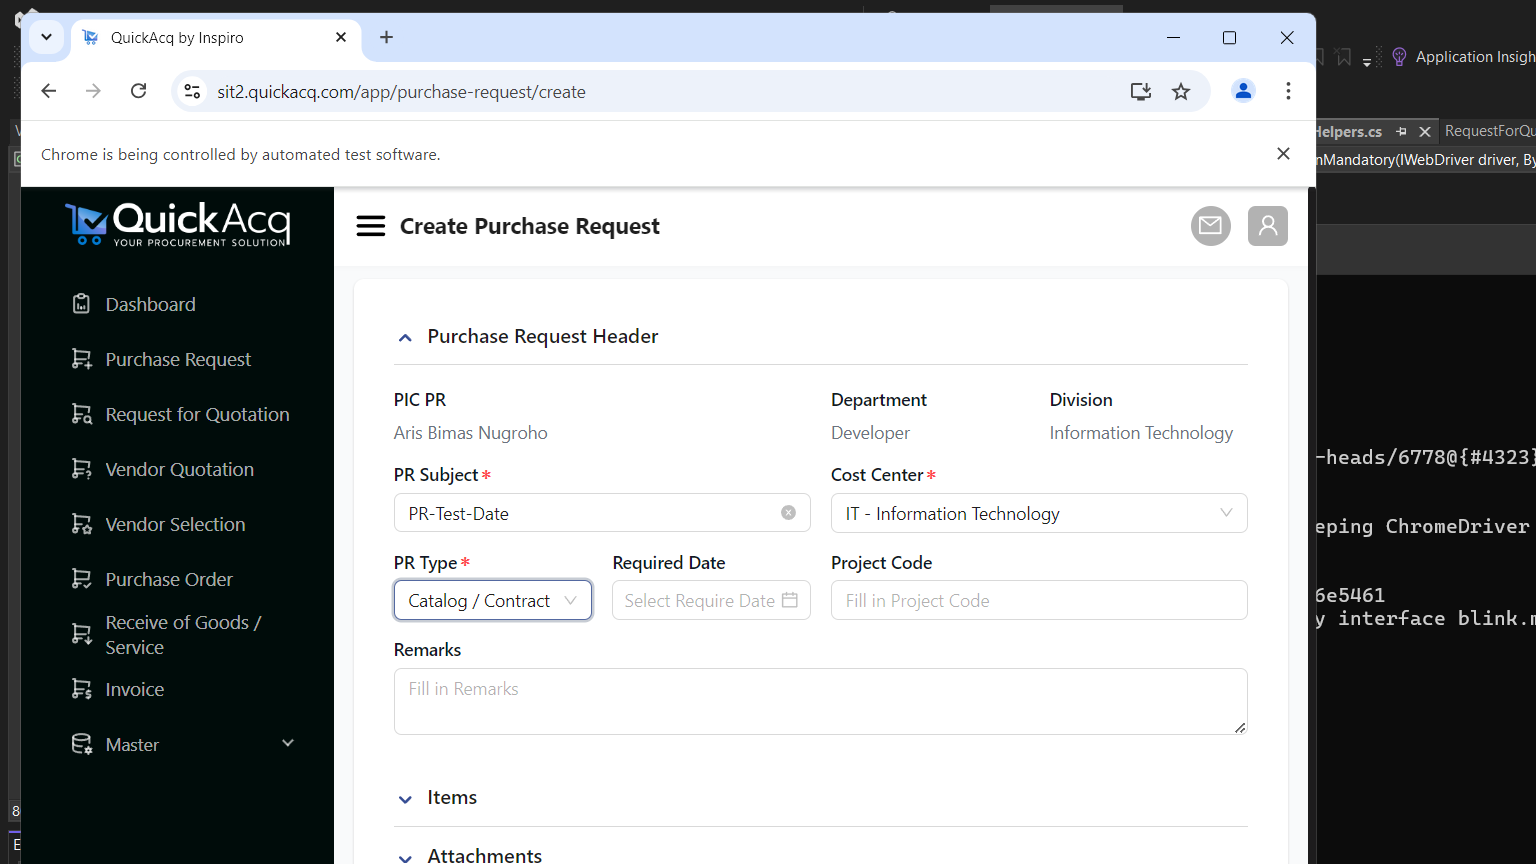 QuickAcq by Inspiro
sit2.quickacq.com/app/purchase-request/create
Application Insigh
Chrome is being controlled by automated test software.
Helpers.cs
RequestForQu
nMandatory(IWebDriver driver, By
QuickAcq
YOUR PROCUREMENT SOLUTION
Create Purchase Request
Dashboard
Purchase Request
Request for Quotation
Vendor Quotation
Vendor Selection
Purchase Order
Receive of Goods /
Service
Invoice
Master
Purchase Request Header
PIC PR
Department
Division
Aris Bimas Nugroho
Developer
Information Technology
PR Subject*
Cost Center*
PR-Test-Date
IT - Information Technology
PR Type*
Required Date
Project Code
Catalog / Contract
Select Require Date
Fill in Project Code
Remarks
Fill in Remarks
Items
Attachments
-heads/6778@{#4323}
eping ChromeDriver
6e5461
y interface blink.m
8
E